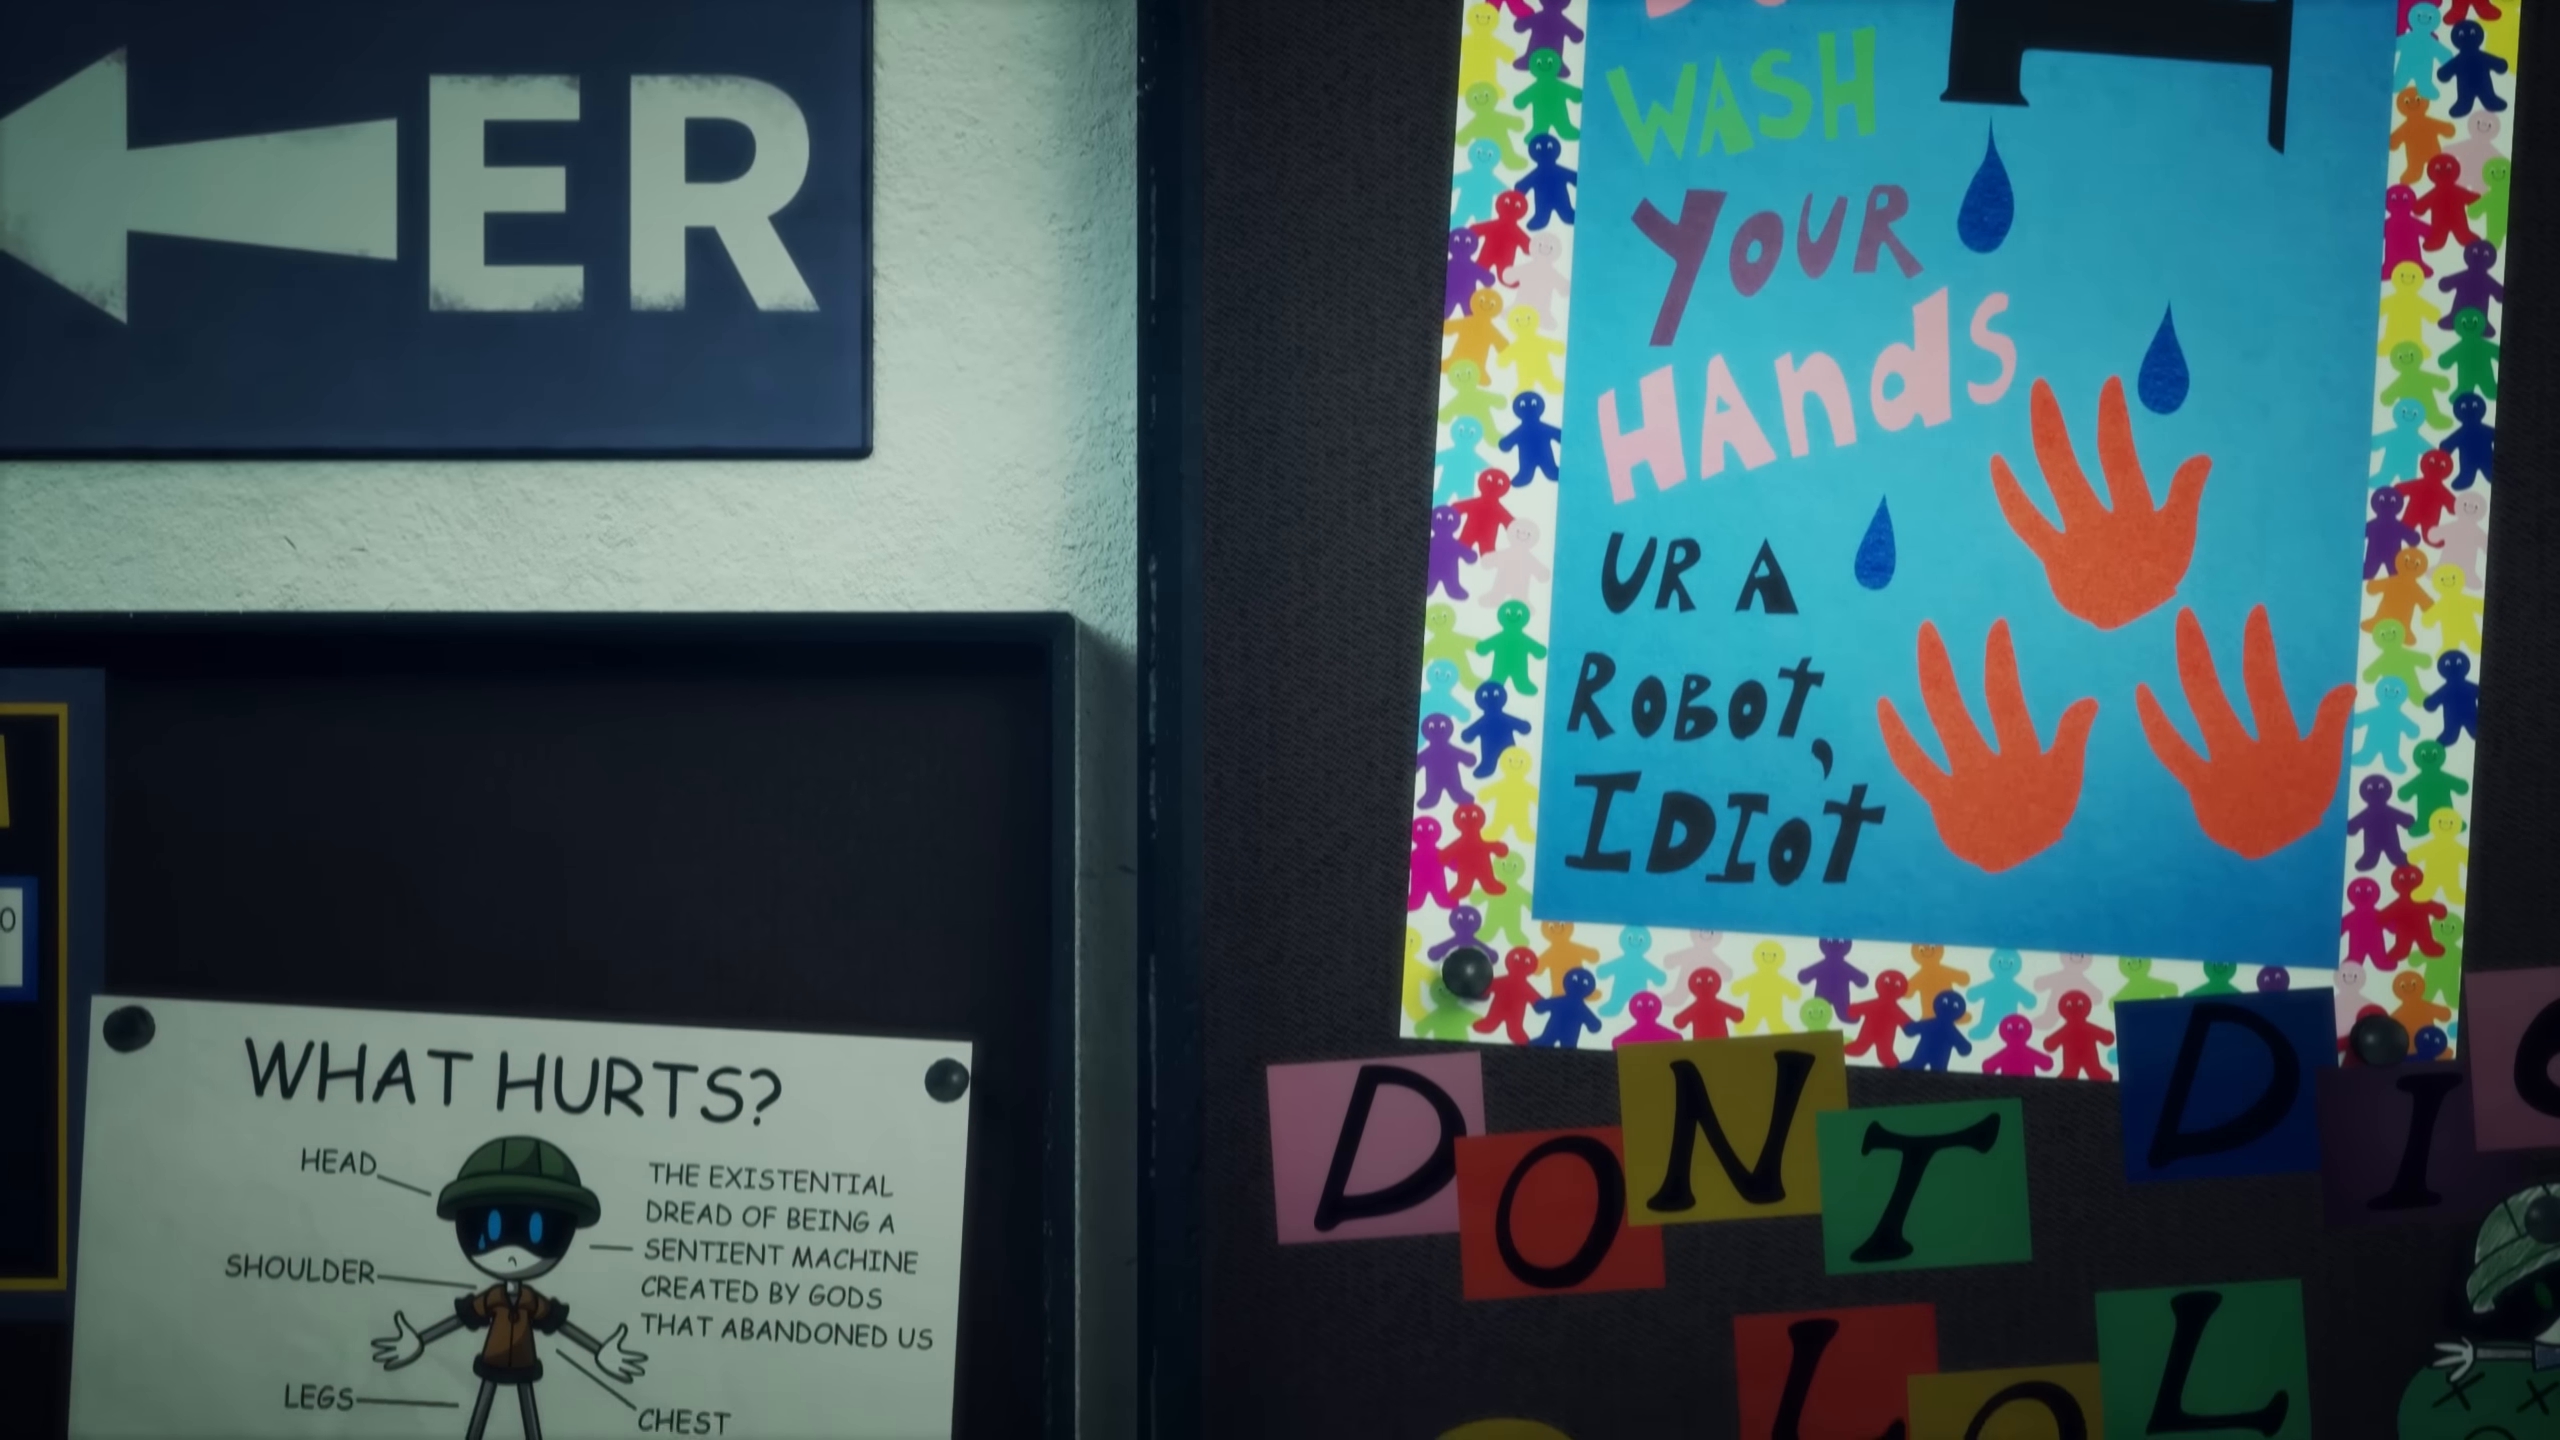 ER
WASH
YOUR
HAndS
UR A
ROBOT,
IDIOT
WHAT HURTS?
HEAD
SHOULDER
LEGS
THE EXISTENTIAL
DREAD OF BEING A
SENTIENT MACHINE
CREATED BY GODS
THAT ABANDONED US
CHEST
DONT
LOL